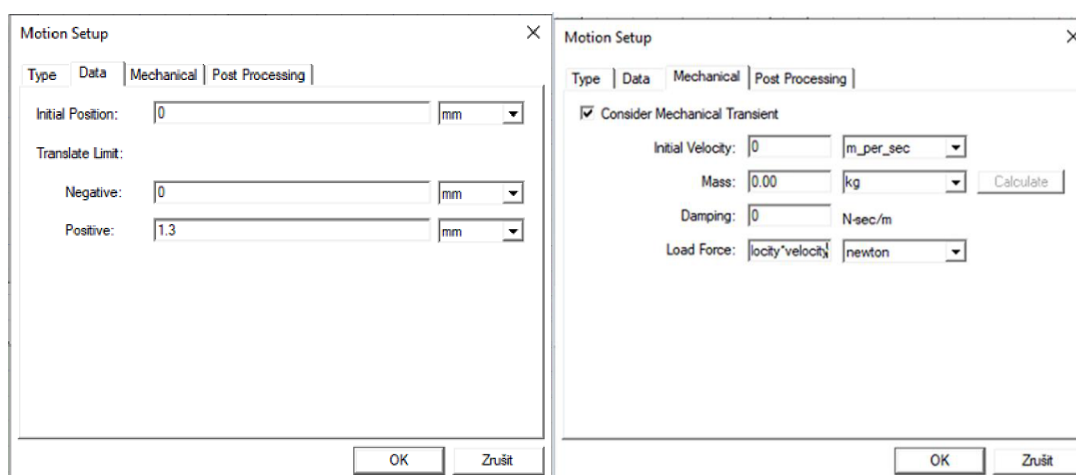 Motion Setup
Type Data Mechanical Post Processing
Initial Position: 0 mm
Translate Limit:
Negative: 0 mm
Positive: 1.3 mm
OK Zrušit
Motion Setup
Type Data Mechanical Post Processing
Consider Mechanical Transient
Initial Velocity: 0 m_per_sec
Mass: 0.00 kg Calculate
Damping: 0 N-sec/m
Load Force: locity*velocity newton
OK Zrušit